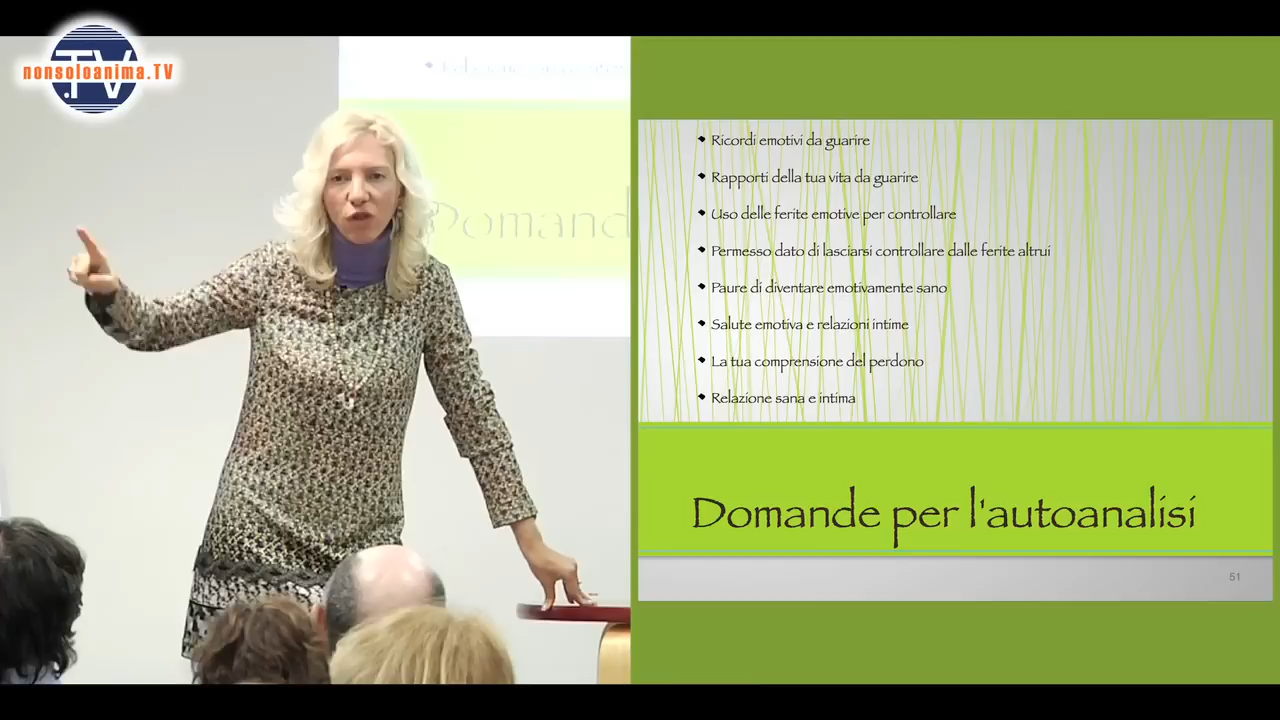 .TV
nonsoloanima.TV
Domand
• Ricordi emotivi da guarire
• Rapporti della tua vita da guarire
• Uso delle ferite emotive per controllare
• Permesso dato di lasciarsi controllare dalle ferite altrui
• Paure di diventare emotivamente sano
• Salute emotiva e relazioni intime
• La tua comprensione del perdono
• Relazione sana e intima
Domande per l'autoanalisi
51